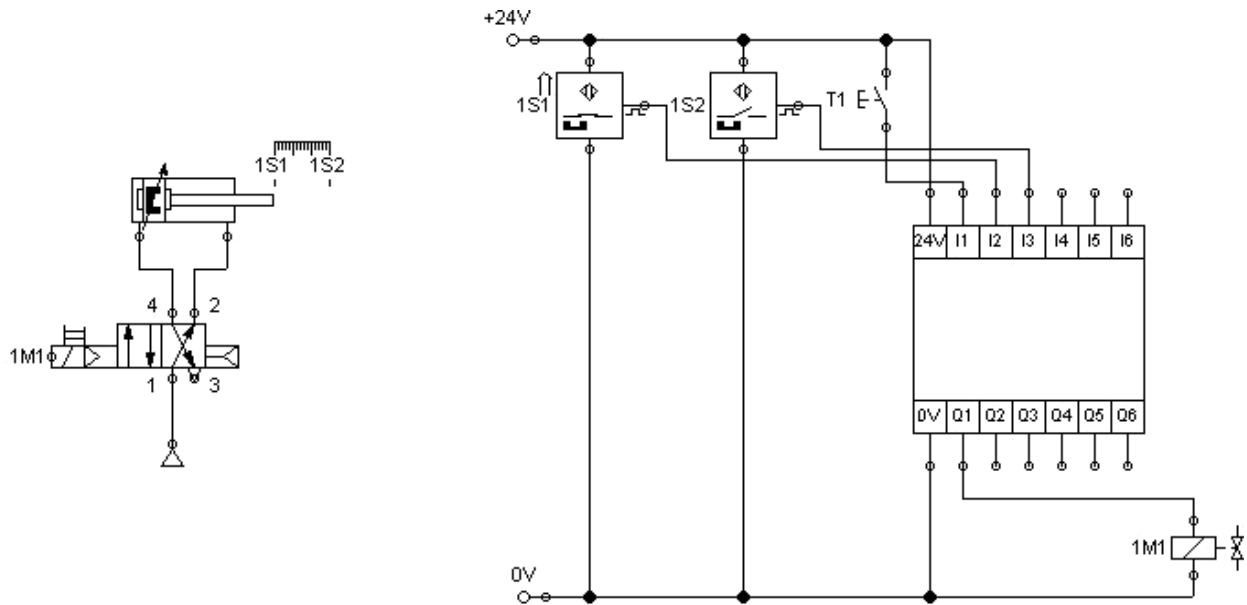 +24V
1S1 1S2 T1
1S1 1S2
24V I1 I2 I3 I4 I5 I6
4 2
1M1
1 3
0V Q1 Q2 Q3 Q4 Q5 Q6
1M1
0V